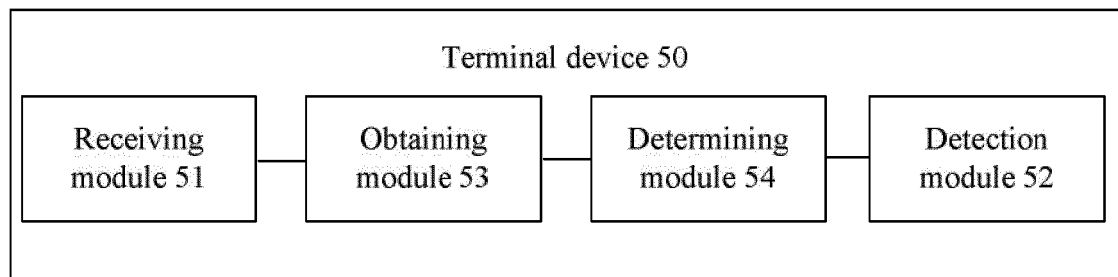 Terminal device 50
Receiving
module 51
Obtaining
module 53
Determining
module 54
Detection
module 52